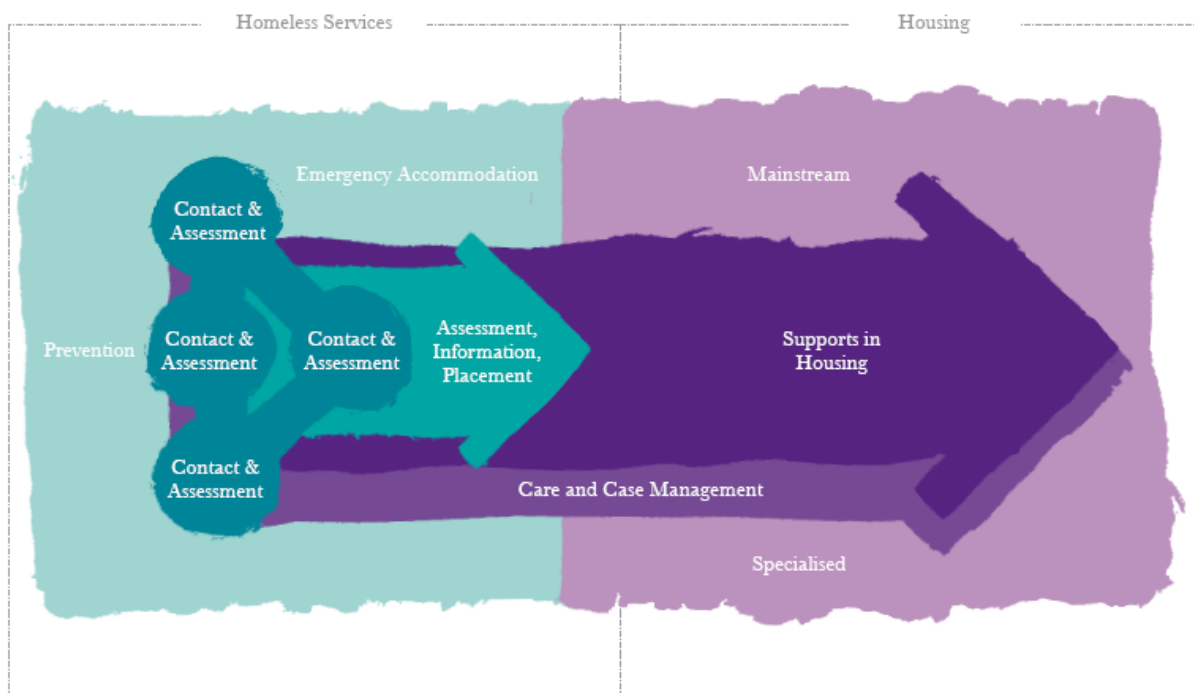 Homeless Services
Housing
Emergency Accommodation
Mainstream
Contact &
Assessment
Prevention
Contact &
Assessment
Contact &
Assessment
Assessment,
Information,
Placement
Supports in
Housing
Contact &
Assessment
Care and Case Management
Specialised